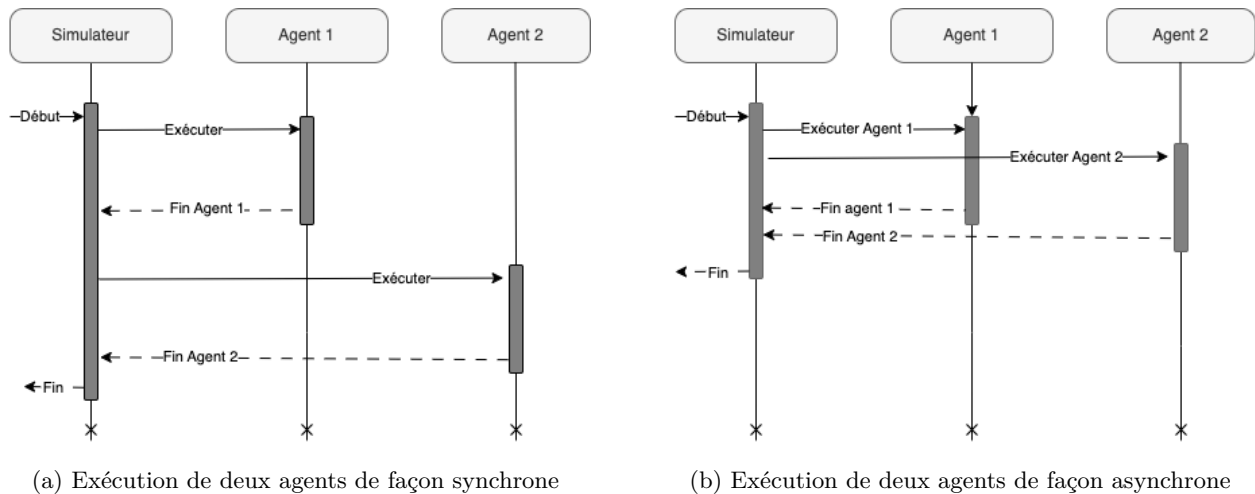 Simulateur
Agent 1
Agent 2
Début
Exécuter
Fin Agent 1
Exécuter
Fin Agent 2
Fin
(a) Exécution de deux agents de façon synchrone
Simulateur
Agent 1
Agent 2
Début
Exécuter Agent 1
Exécuter Agent 2
Fin agent 1
Fin Agent 2
Fin
(b) Exécution de deux agents de façon asynchrone